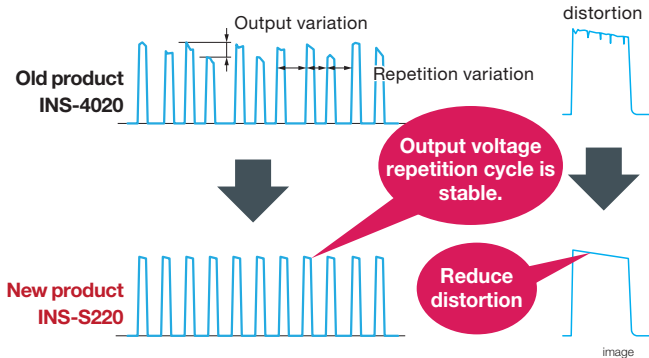 Output variation
distortion
Old product
INS-4020
Repetition variation
Output voltage
repetition cycle is
stable.
New product
INS-S220
Reduce
distortion
image